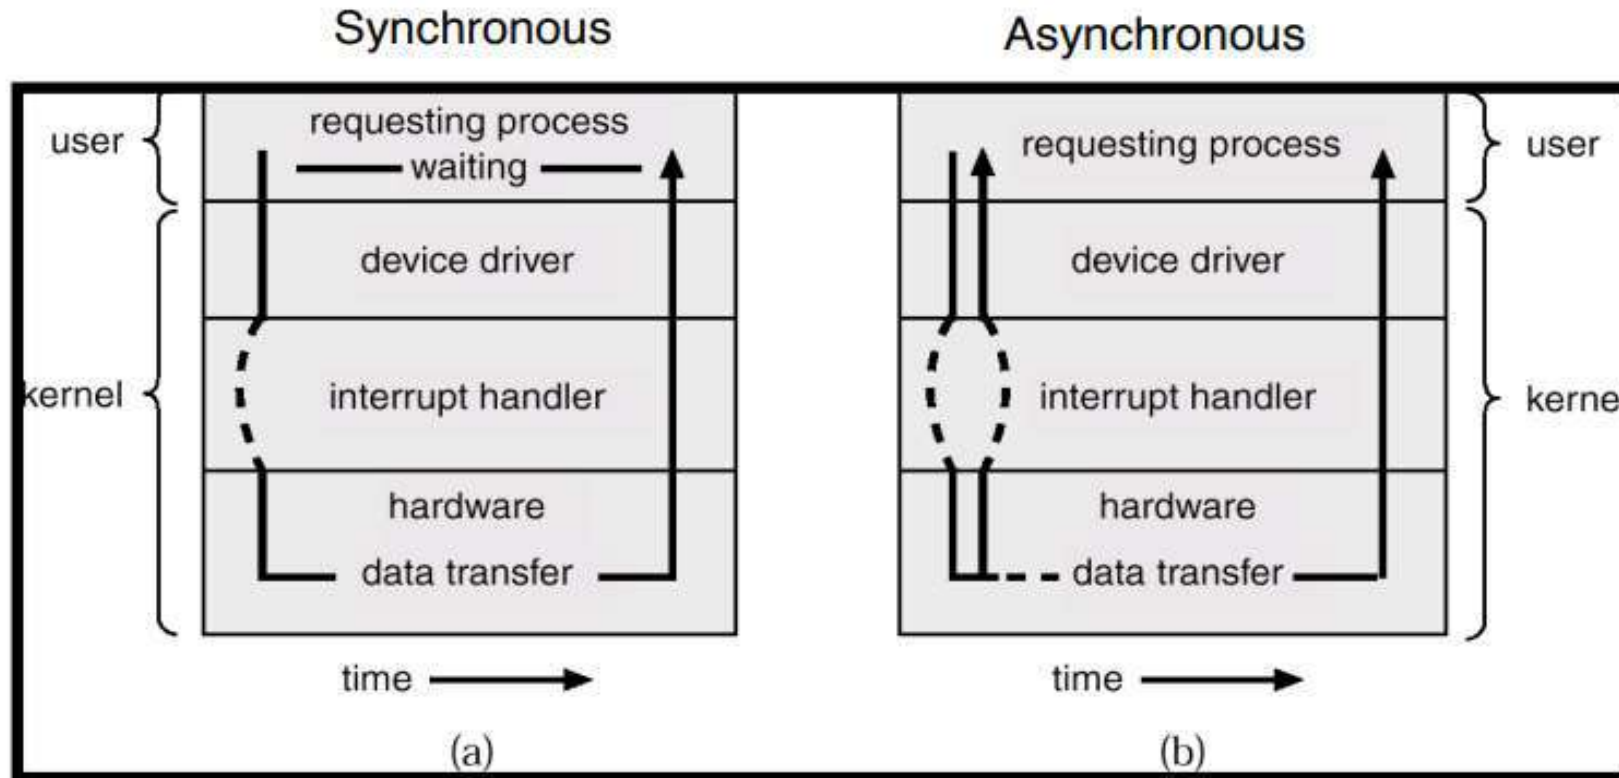 Synchronous
Asynchronous
user
requesting process
waiting
device driver
kernel
interrupt handler
hardware
data transfer
time
(a)
requesting process
user
device driver
interrupt handler
kerne
hardware
data transfer
time
(b)